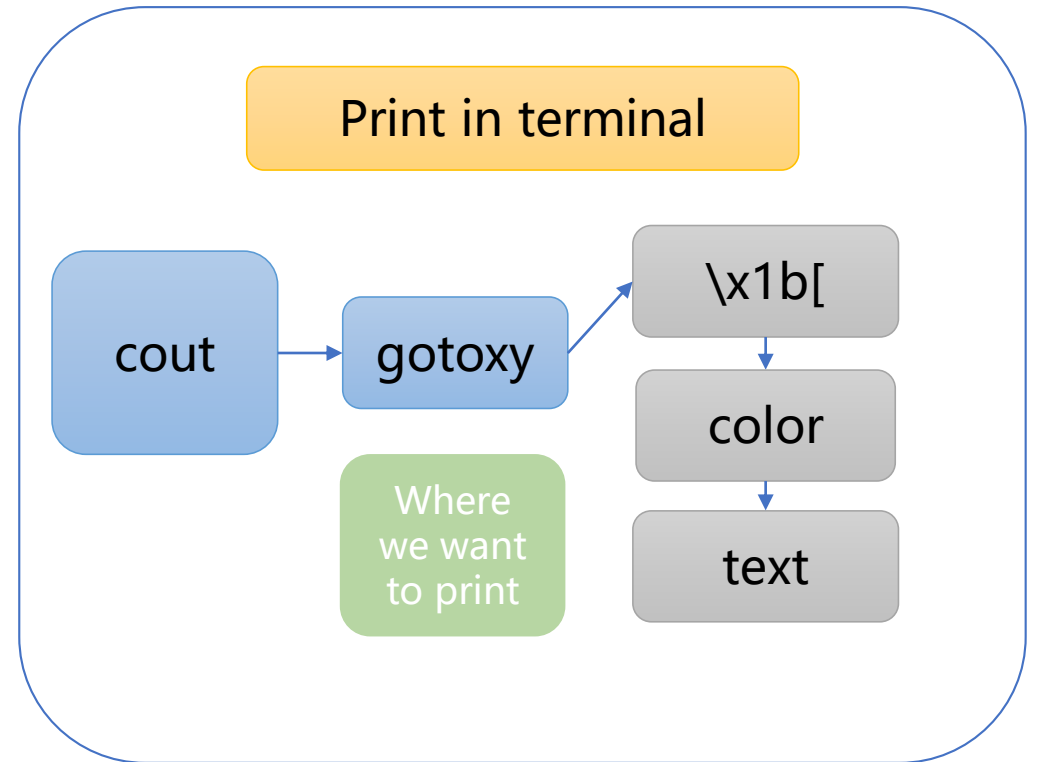 Print in terminal
cout
gotoxy
Where
we want
to print
\x1b[
color
text